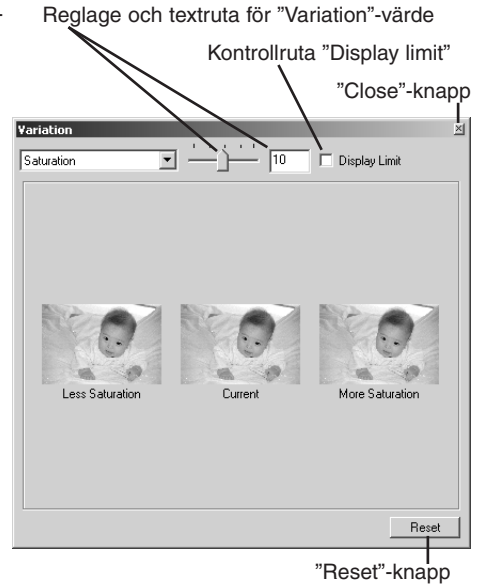 -
Reglage och textruta för ”Variation”-värde
Kontrollruta ”Display limit”
”Close”-knapp
Variation
Saturation
10
Display Limit
Less Saturation
Current
More Saturation
Reset
”Reset”-knapp